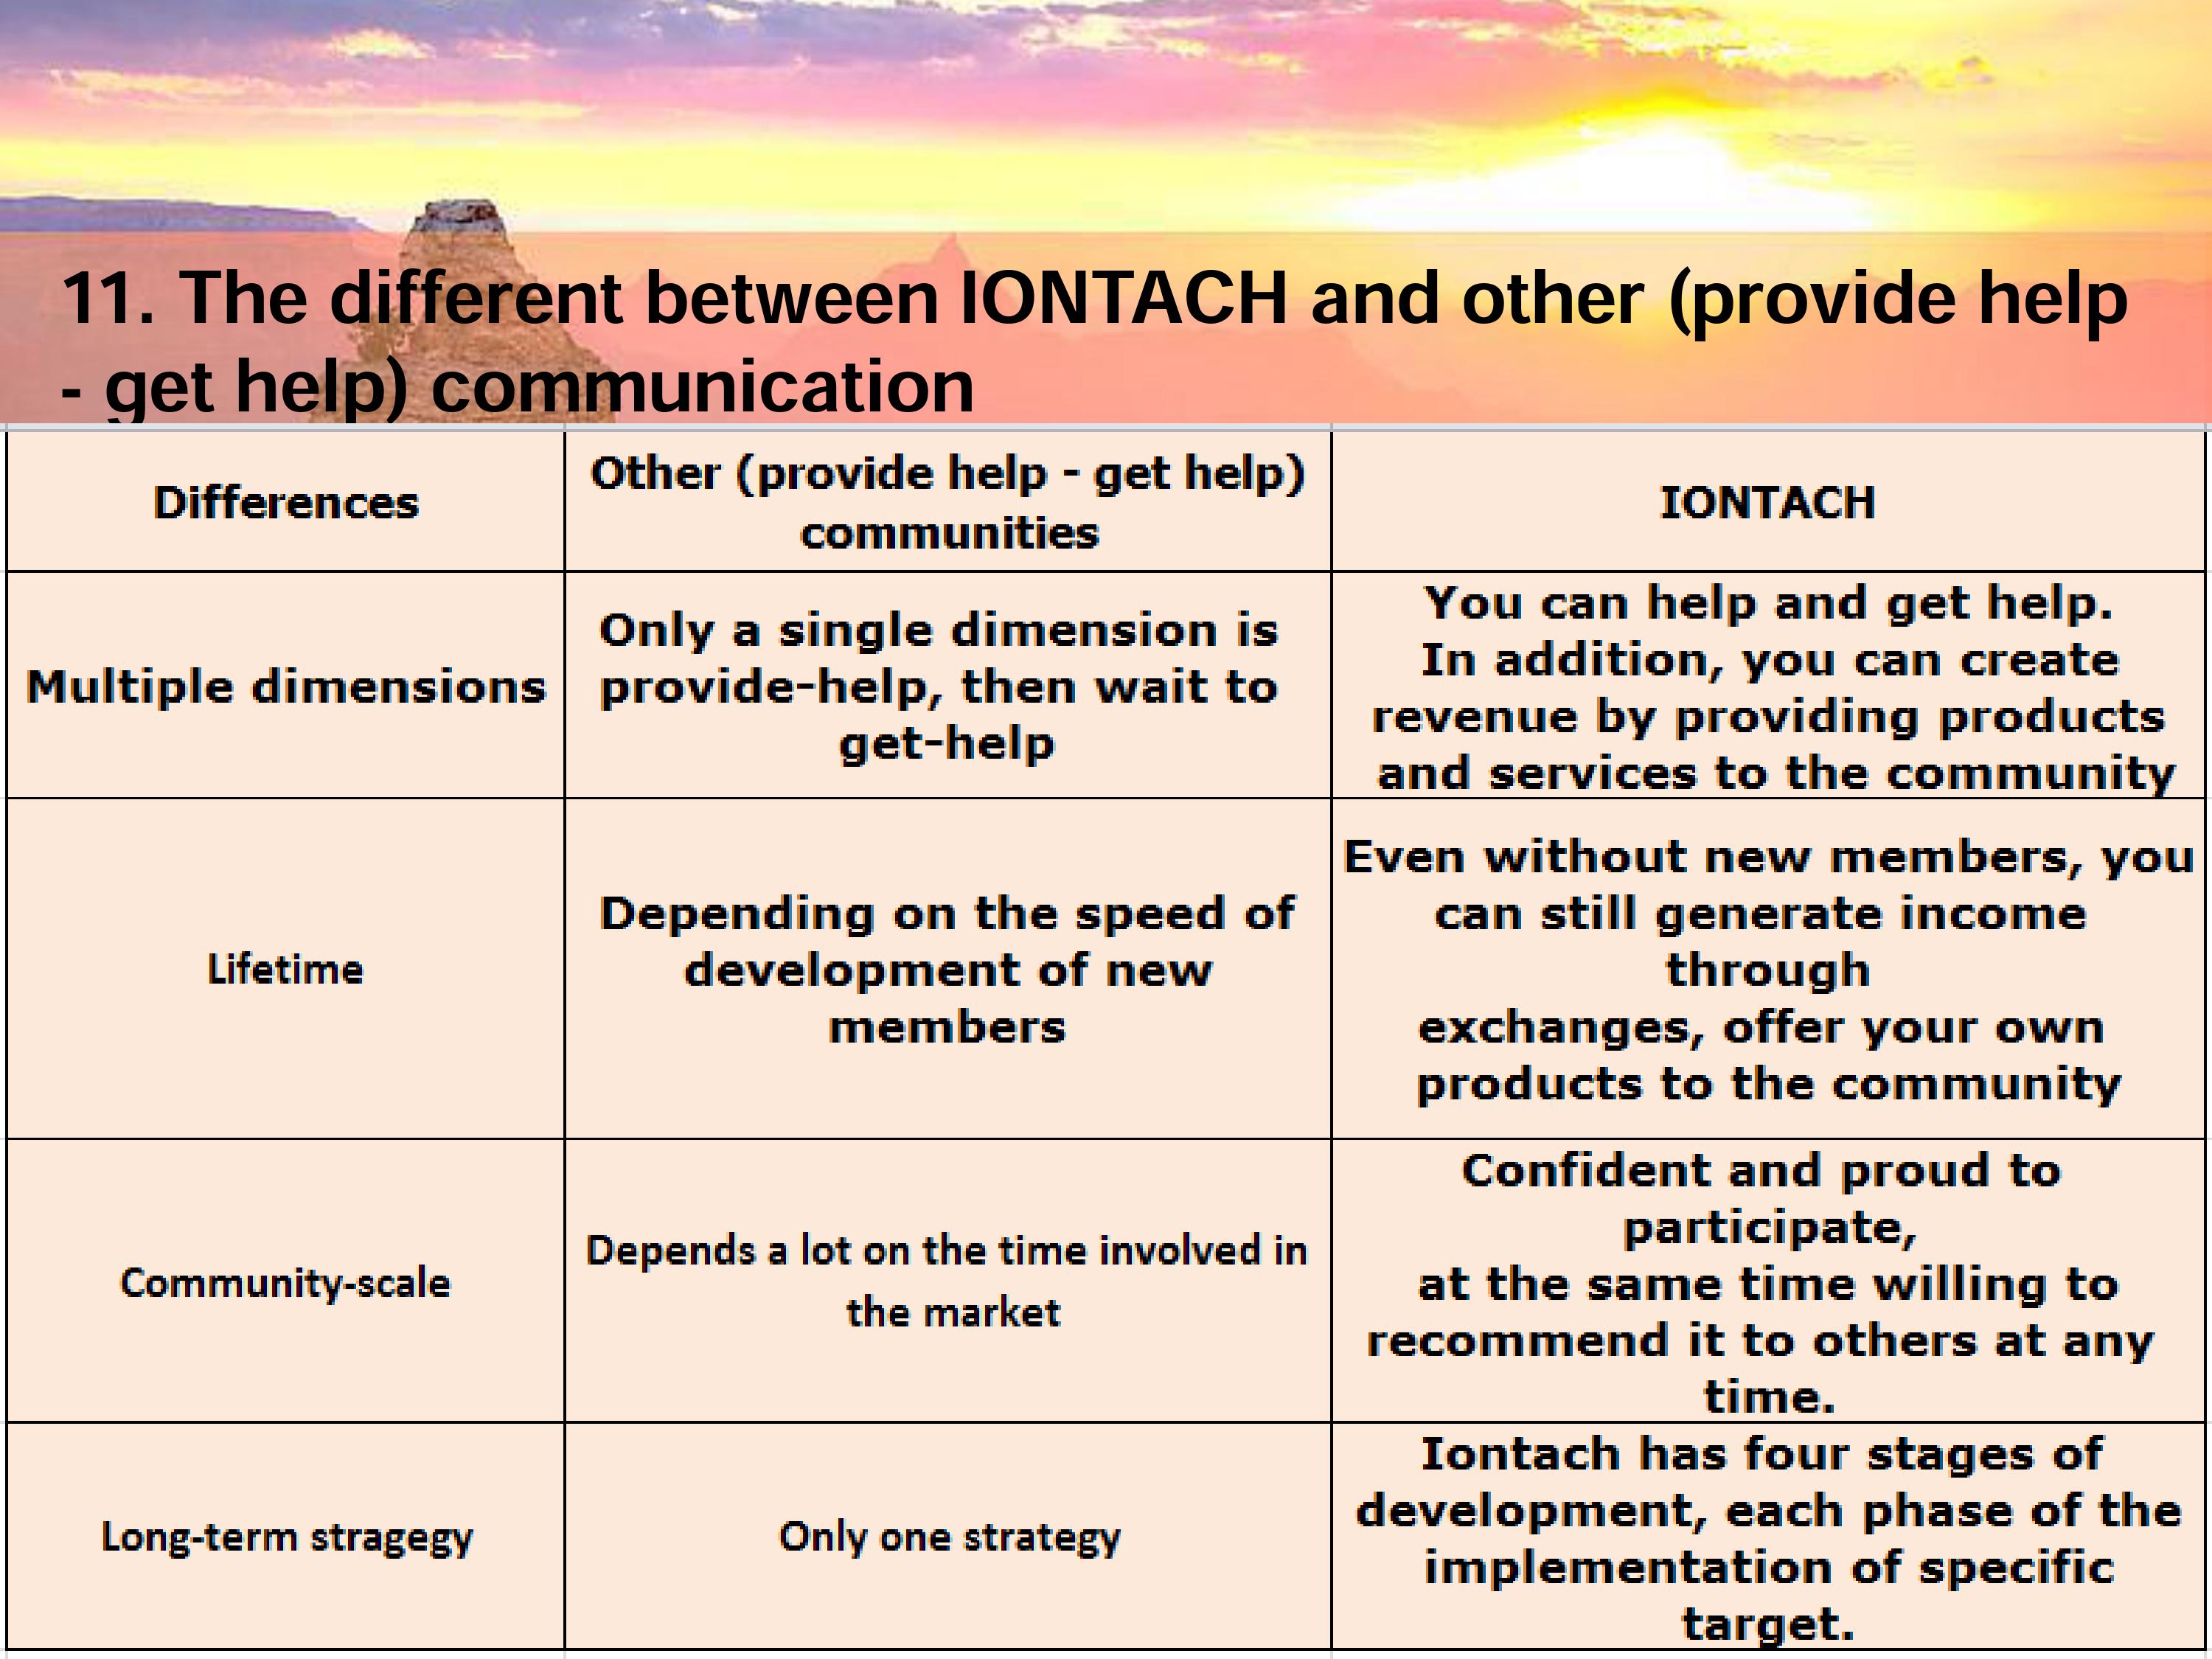 11. The different between IONTACH and other (provide help
- get help) communication
Differences
Other (provide help - get help)
communities
IONTACH
Multiple dimensions
Only a single dimension is
provide-help, then wait to
get-help
You can help and get help.
In addition, you can create
revenue by providing products
and services to the community
Lifetime
Depending on the speed of
development of new
members
Even without new members, you
can still generate income
through
exchanges, offer your own
products to the community
Community-scale
Depends a lot on the time involved in
the market
Confident and proud to
participate,
at the same time willing to
recommend it to others at any
time.
Long-term stragegy
Only one strategy
Iontach has four stages of
development, each phase of the
implementation of specific
target.